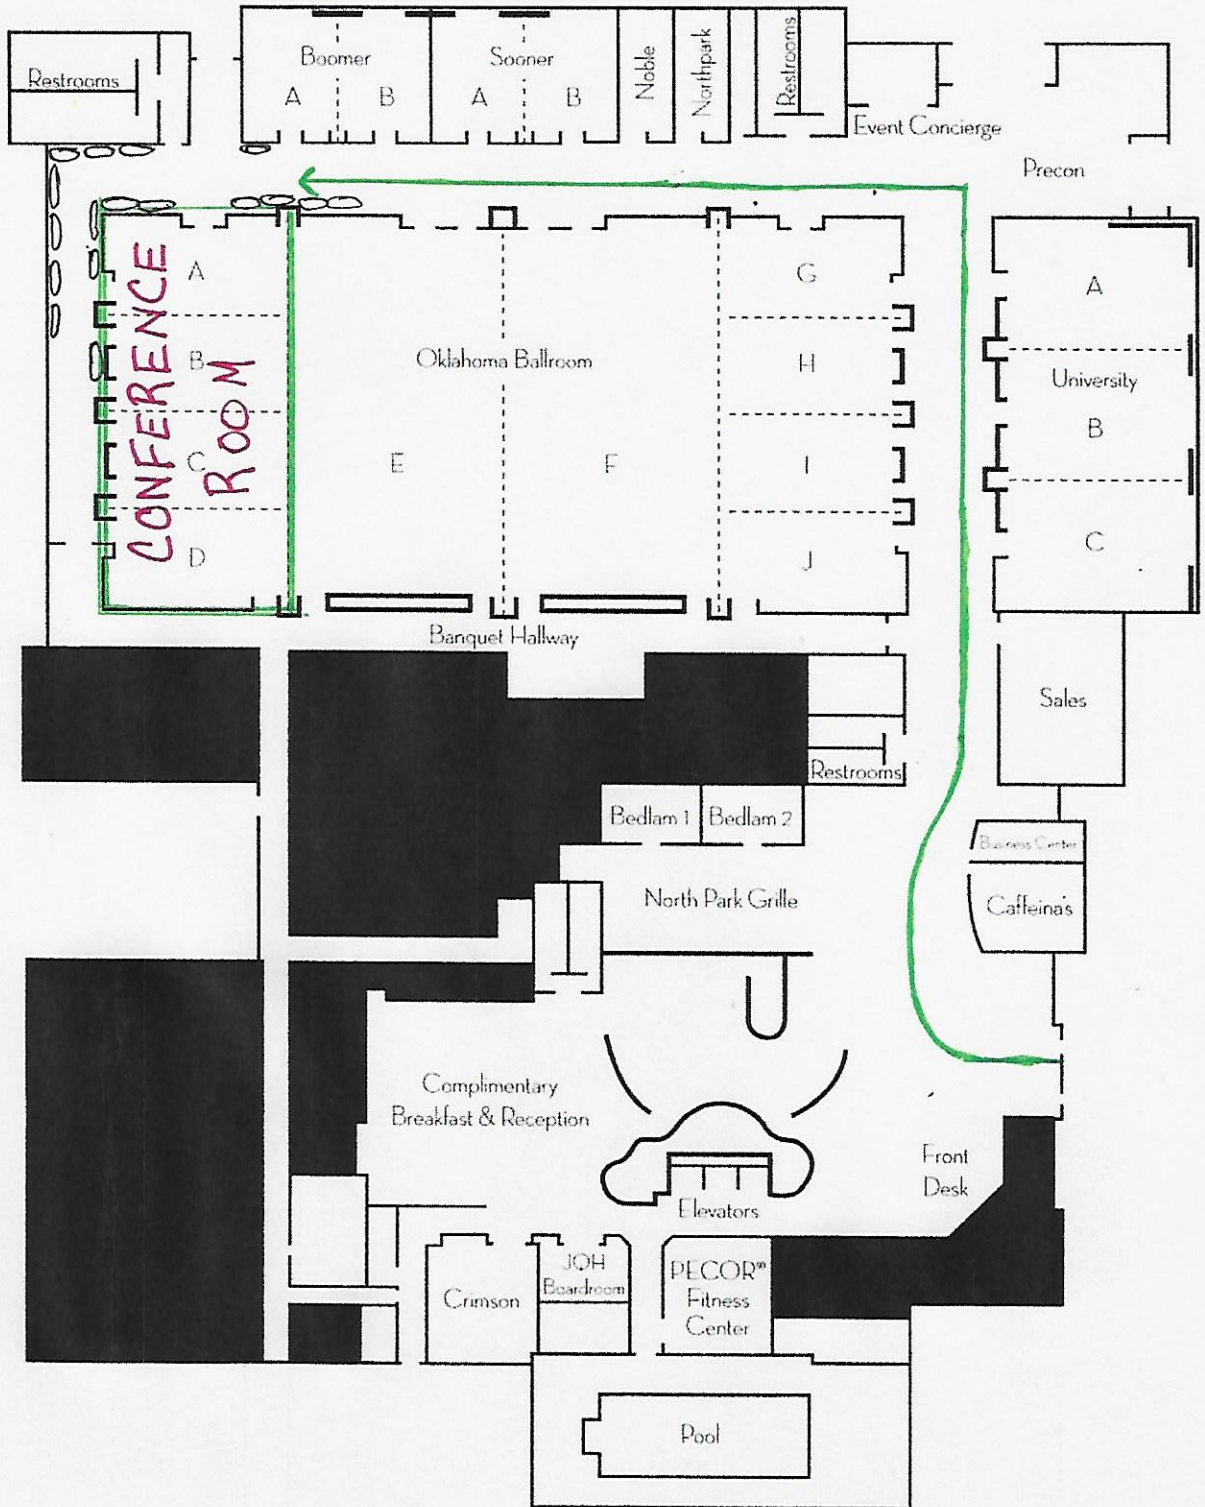 Restrooms
Boomer
A
B
Sooner
A
B
Noble
Northpark
Restrooms
Event Concierge
Precon
CONFERENCE
ROOM
A
B
C
D
Oklahoma Ballroom
E
F
G
H
I
J
A
University
B
C
Banquet Hallway
Sales
Restrooms
Bedlam 1
Bedlam 2
Business Center
Caffeina's
North Park Grille
Complimentary
Breakfast & Reception
Front
Desk
Elevators
Crimson
JQH
Boardroom
PECOR℠
Fitness
Center
Pool